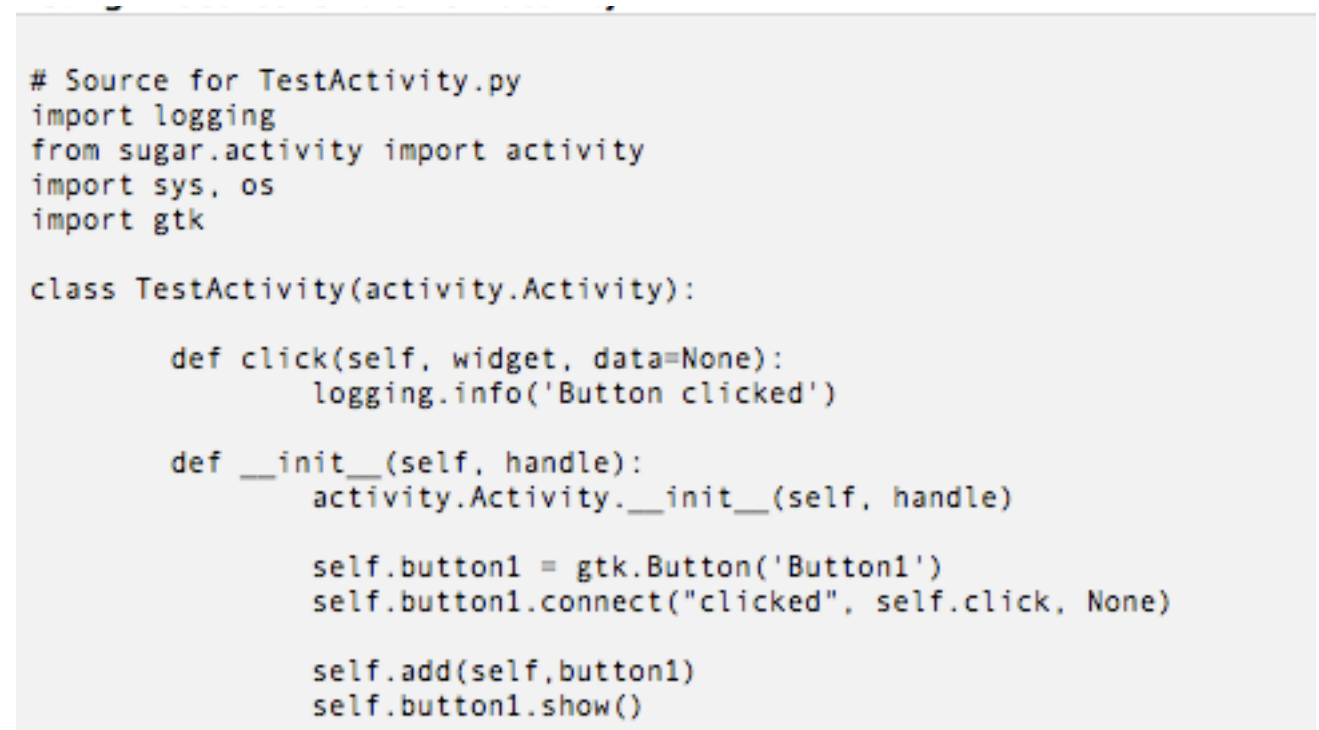 # Source for TestActivity.py
import logging
from sugar.activity import activity
import sys, os
import gtk
class TestActivity(activity.Activity):
def click(self, widget, data=None):
logging.info('Button clicked')
def __init__(self, handle):
activity.Activity.__init__(self, handle)
self.button1 = gtk.Button('Button1')
self.button1.connect("clicked", self.click, None)
self.add(self,button1)
self.button1.show()